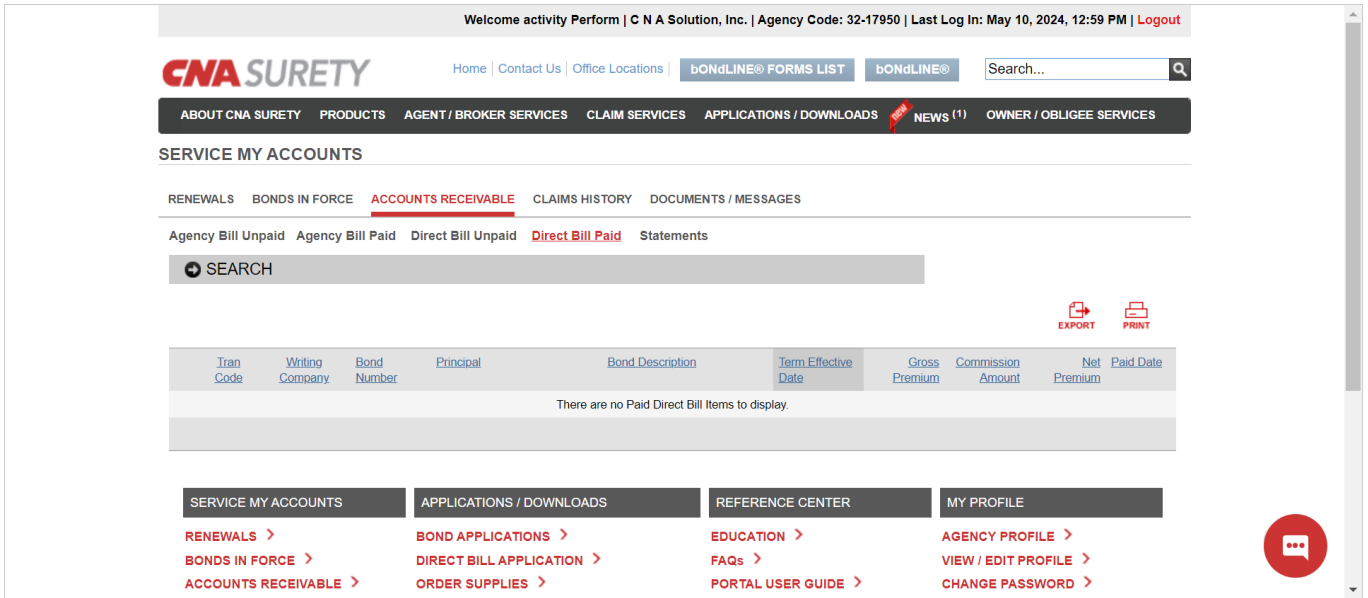 Welcome activity Perform | C N A Solution, Inc. | Agency Code: 32-17950 | Last Log In: May 10, 2024, 12:59 PM | Logout
CNA SURETY
Home | Contact Us | Office Locations | bONdLINE® FORMS LIST bONdLINE® Search...
ABOUT CNA SURETY PRODUCTS AGENT / BROKER SERVICES CLAIM SERVICES APPLICATIONS / DOWNLOADS new NEWS (1) OWNER / OBLIGEE SERVICES
SERVICE MY ACCOUNTS
RENEWALS BONDS IN FORCE ACCOUNTS RECEIVABLE CLAIMS HISTORY DOCUMENTS / MESSAGES
Agency Bill Unpaid Agency Bill Paid Direct Bill Unpaid Direct Bill Paid Statements
SEARCH
EXPORT PRINT
Tran Writing Bond Principal Bond Description Term Effective Gross Commission Net Paid Date
Code Company Number Date Premium Amount Premium
There are no Paid Direct Bill Items to display.
SERVICE MY ACCOUNTS APPLICATIONS / DOWNLOADS REFERENCE CENTER MY PROFILE
RENEWALS BOND APPLICATIONS EDUCATION AGENCY PROFILE
BONDS IN FORCE DIRECT BILL APPLICATION FAQs VIEW / EDIT PROFILE
ACCOUNTS RECEIVABLE ORDER SUPPLIES PORTAL USER GUIDE CHANGE PASSWORD